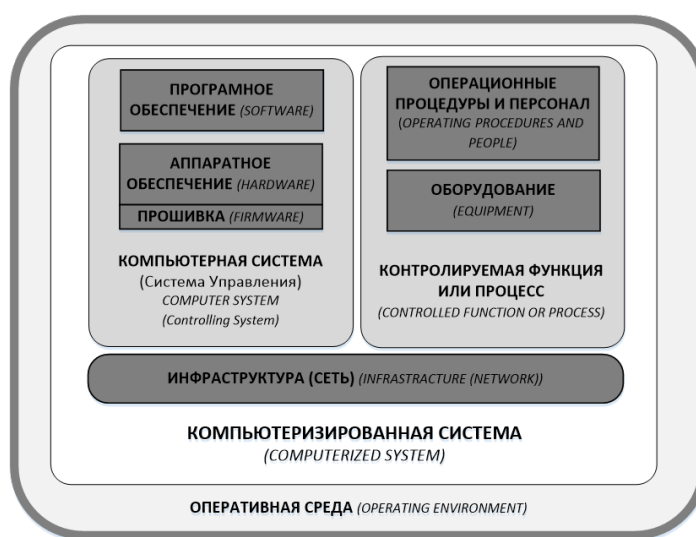 ПРОГРАМНОЕ
ОБЕСПЕЧЕНИЕ (SOFTWARE)
АППАРАТНОЕ
ОБЕСПЕЧЕНИЕ (HARDWARE)
ПРОШИВКА (FIRMWARE)
КОМПЬЮТЕРНАЯ СИСТЕМА
(Система Управления)
COMPUTER SYSTEM
(Controlling System)
ОПЕРАЦИОННЫЕ
ПРОЦЕДУРЫ И ПЕРСОНАЛ
(OPERATING PROCEDURES AND
PEOPLE)
ОБОРУДОВАНИЕ
(EQUIPMENT)
КОНТРОЛИРУЕМАЯ ФУНКЦИЯ
ИЛИ ПРОЦЕСС
(CONTROLLED FUNCTION OR PROCESS)
ИНФРАСТРУКТУРА (СЕТЬ) (INFRASTRACTURE (NETWORK))
КОМПЬЮТЕРИЗИРОВАННАЯ СИСТЕМА
(COMPUTERIZED SYSTEM)
ОПЕРАТИВНАЯ СРЕДА (OPERATING ENVIRONMENT)